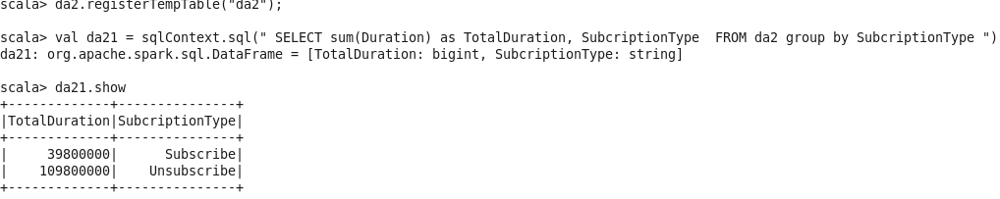 scala> da2.registerTempTable("da2");
scala> val da21 = sqlContext.sql(" SELECT sum(Duration) as TotalDuration, SubcriptionType  FROM da2 group by SubcriptionType ")
da21: org.apache.spark.sql.DataFrame = [TotalDuration: bigint, SubcriptionType: string]
scala> da21.show
+-------------+---------------+
|TotalDuration|SubcriptionType|
+-------------+---------------+
|     39800000|      Subscribe|
|    109800000|    Unsubscribe|
+-------------+---------------+